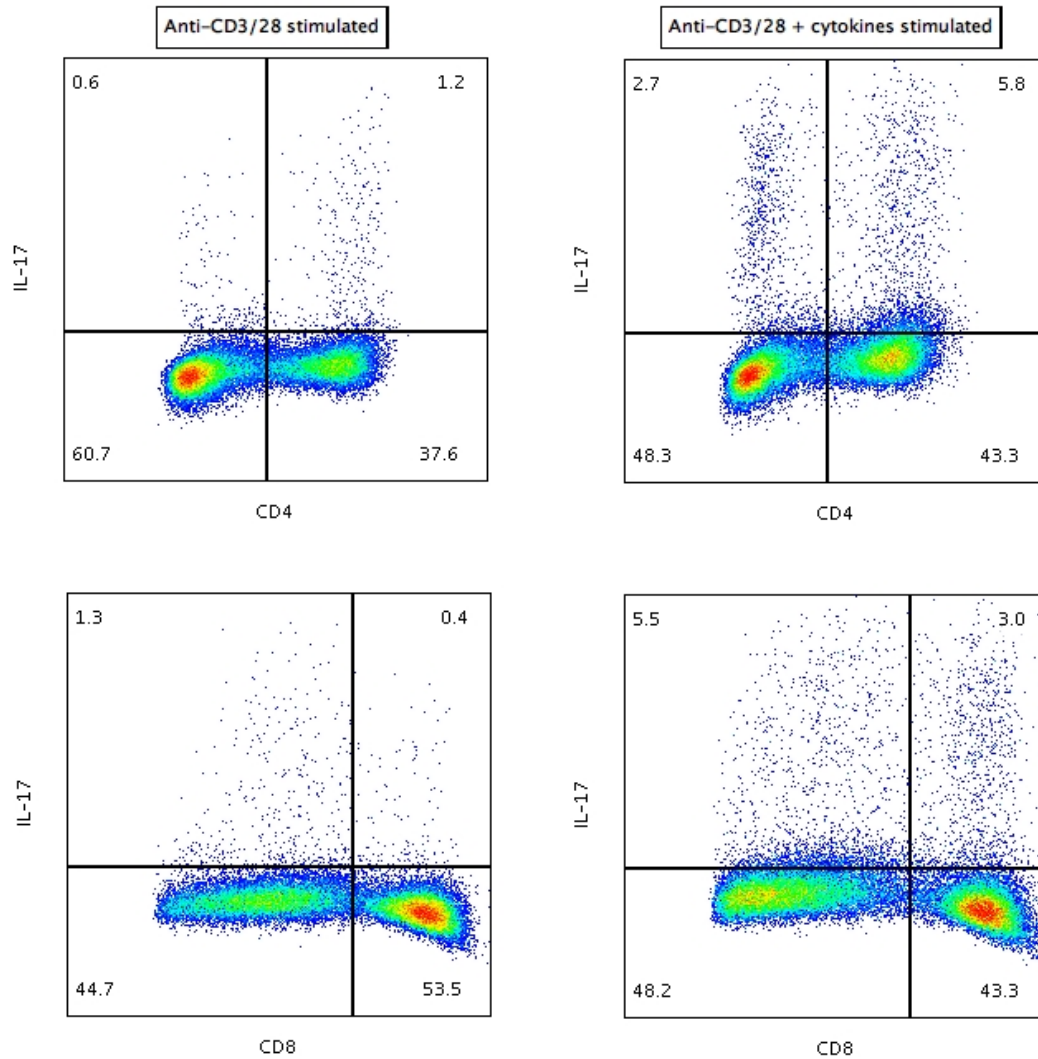 Anti-CD3/28 stimulated
Anti-CD3/28 + cytokines stimulated
0.6
1.2
2.7
5.8
IL-17
IL-17
60.7
37.6
48.3
43.3
CD4
CD4
1.3
0.4
5.5
3.0
IL-17
IL-17
44.7
53.5
48.2
43.3
CD8
CD8